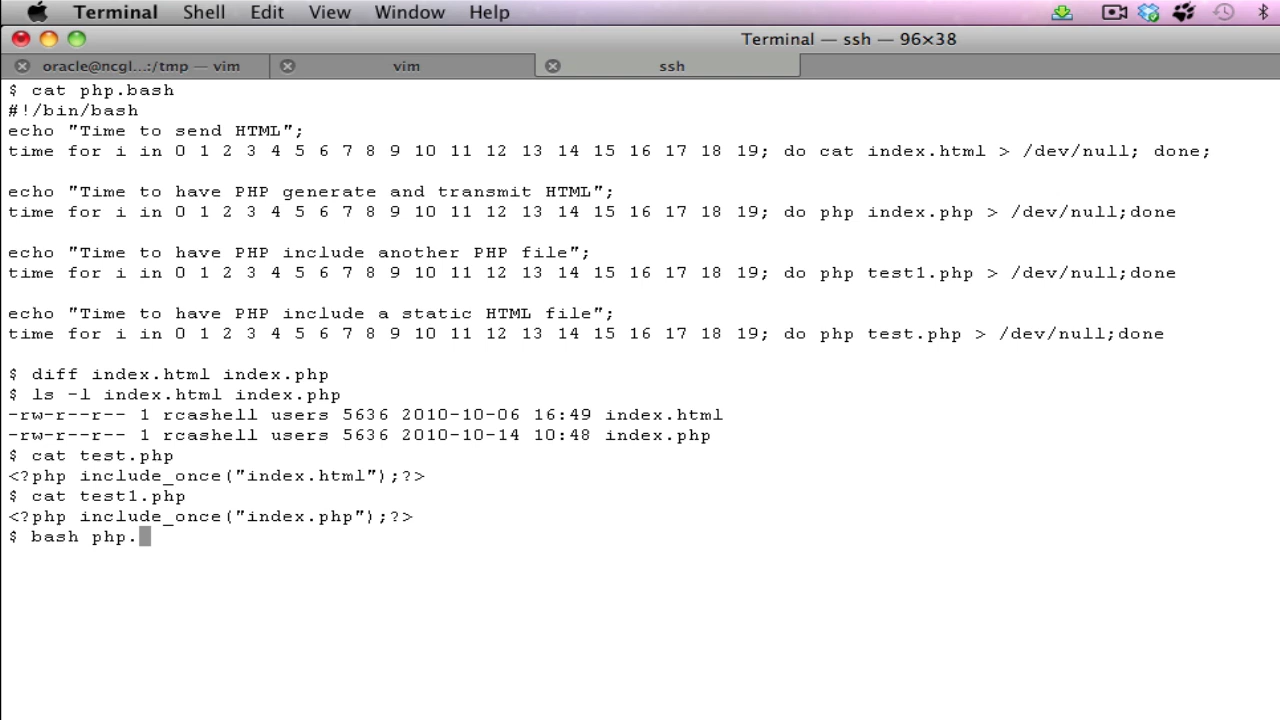 Terminal Shell Edit View Window Help
Terminal — ssh — 96×38
oracle@ncgl...:/tmp — vim vim ssh
$ cat php.bash
#!/bin/bash
echo "Time to send HTML";
time for i in 0 1 2 3 4 5 6 7 8 9 10 11 12 13 14 15 16 17 18 19; do cat index.html > /dev/null; done;
echo "Time to have PHP generate and transmit HTML";
time for i in 0 1 2 3 4 5 6 7 8 9 10 11 12 13 14 15 16 17 18 19; do php index.php > /dev/null;done
echo "Time to have PHP include another PHP file";
time for i in 0 1 2 3 4 5 6 7 8 9 10 11 12 13 14 15 16 17 18 19; do php test1.php > /dev/null;done
echo "Time to have PHP include a static HTML file";
time for i in 0 1 2 3 4 5 6 7 8 9 10 11 12 13 14 15 16 17 18 19; do php test.php > /dev/null;done
$ diff index.html index.php
$ ls -l index.html index.php
-rw-r--r-- 1 rcashell users 5636 2010-10-06 16:49 index.html
-rw-r--r-- 1 rcashell users 5636 2010-10-14 10:48 index.php
$ cat test.php
<?php include_once("index.html");?>
$ cat test1.php
<?php include_once("index.php");?>
$ bash php.